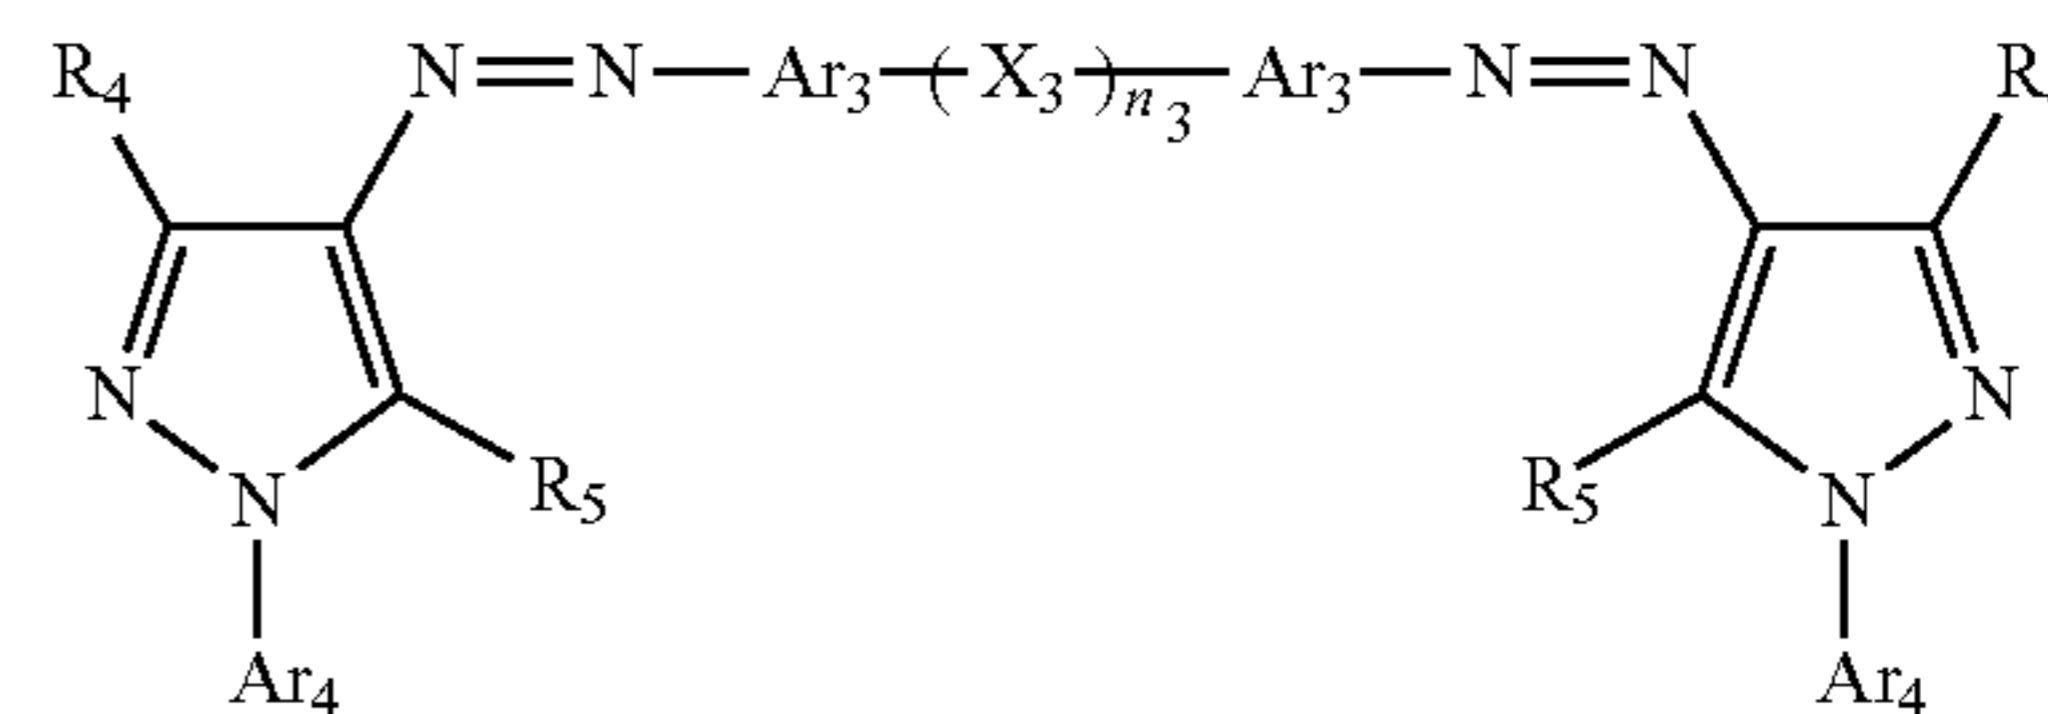 R4 N=N—Ar3—(X3)n3—Ar3—N=N R
N N
R5 R5
N N
Ar4 Ar4